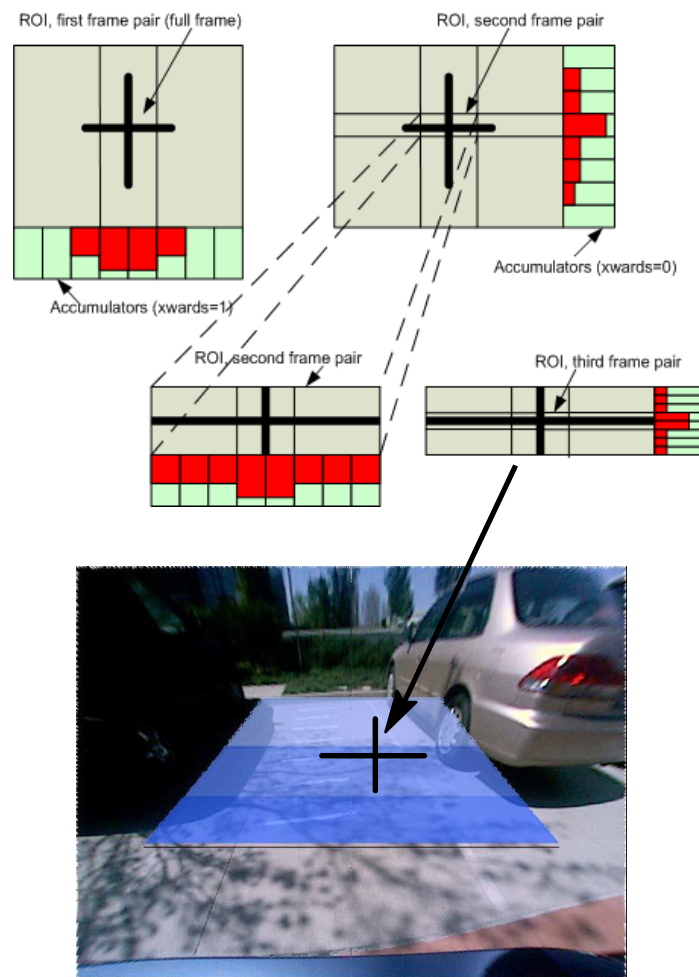 ROI, first frame pair (full frame)
ROI, second frame pair
Accumulators (xwards=1)
Accumulators (xwards=0)
ROI, second frame pair
ROI, third frame pair